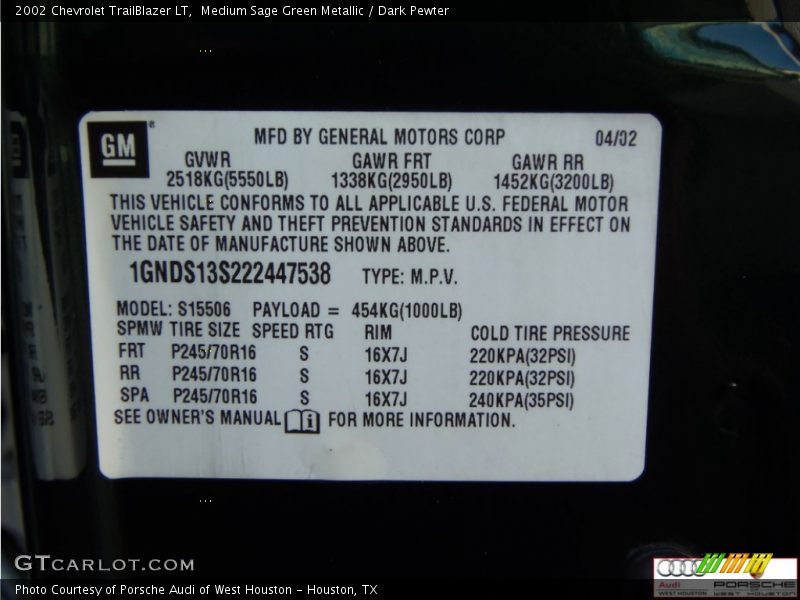 2002 Chevrolet TrailBlazer LT,  Medium Sage Green Metallic / Dark Pewter
GM
MFD BY GENERAL MOTORS CORP 04/02
GVWR GAWR FRT GAWR RR
2518KG(5550LB) 1338KG(2950LB) 1452KG(3200LB)
THIS VEHICLE CONFORMS TO ALL APPLICABLE U.S. FEDERAL MOTOR
VEHICLE SAFETY AND THEFT PREVENTION STANDARDS IN EFFECT ON
THE DATE OF MANUFACTURE SHOWN ABOVE.
1GNDS13S222447538 TYPE: M.P.V.
MODEL: S15506 PAYLOAD = 454KG(1000LB)
SPMW TIRE SIZE SPEED RTG RIM COLD TIRE PRESSURE
FRT P245/70R16 S 16X7J 220KPA(32PSI)
RR P245/70R16 S 16X7J 220KPA(32PSI)
SPA P245/70R16 S 16X7J 240KPA(35PSI)
SEE OWNER'S MANUAL i FOR MORE INFORMATION.
GTCARLOT.COM
Photo Courtesy of Porsche Audi of West Houston - Houston, TX
Audi PORSCHE
WEST HOUSTON WEST HOUSTON